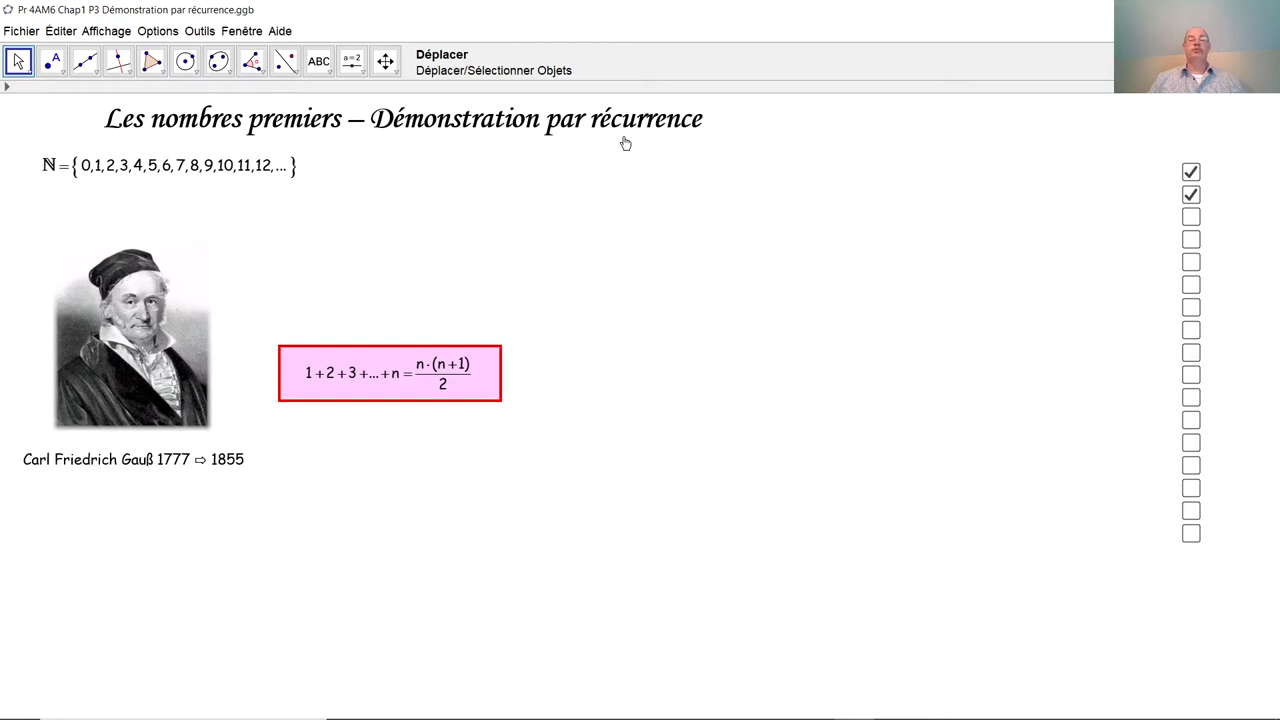 Pr 4AM6 Chap1 P3 Démonstration par récurrence.ggb
Fichier Éditer Affichage Options Outils Fenêtre Aide
A
ABC
a=2
Déplacer
Déplacer/Sélectionner Objets
Les nombres premiers – Démonstration par récurrence
ℕ = { 0,1,2,3,4,5,6,7,8,9,10,11,12,... }
1+2+3+...+n = n·(n+1)/2
Carl Friedrich Gauß 1777 ⇨ 1855